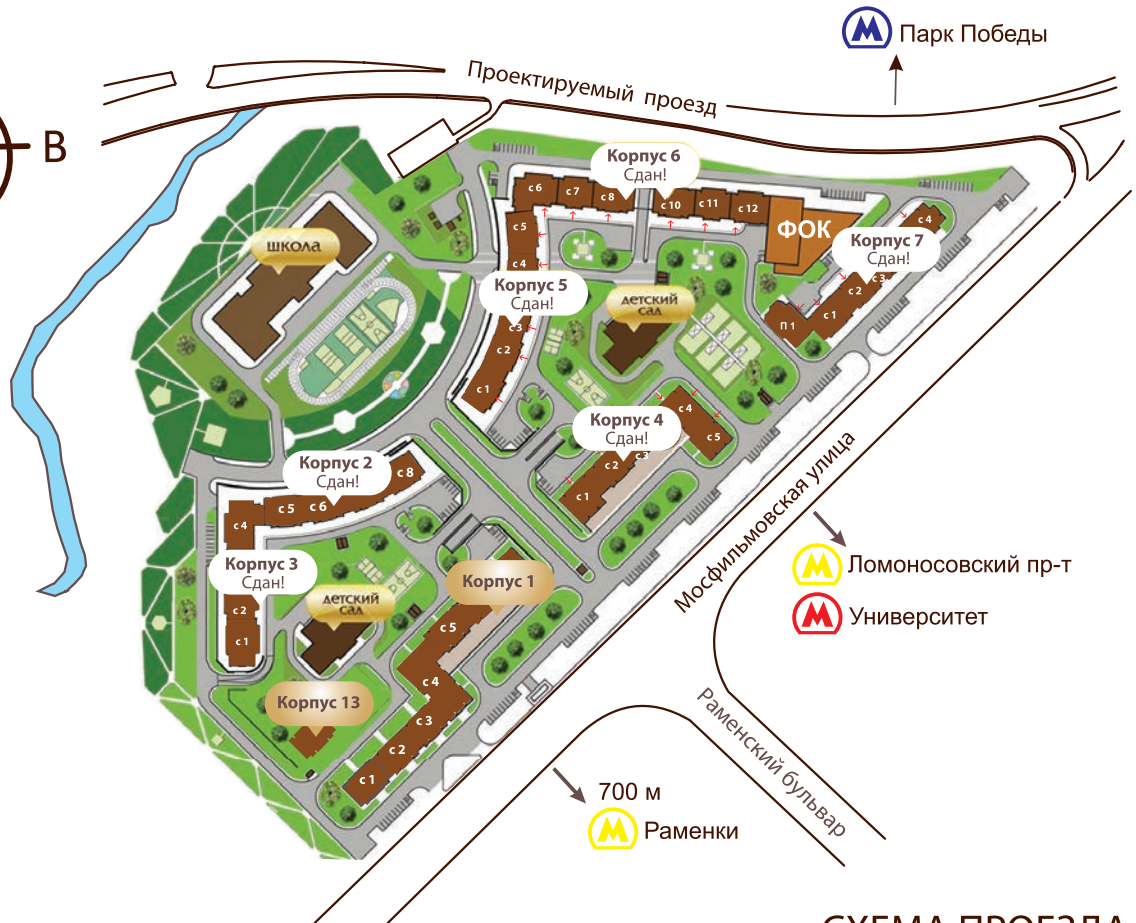 М Парк Победы
Проектируемый проезд
В
Корпус 6
Сдан!
с 6
с 7
с 8
с 10
с 11
с 12
ФОК
с 5
с 4
школа
Корпус 7
Сдан!
с 4
с 3
с 2
с 1
П 1
Корпус 5
Сдан!
с 3
с 2
с 1
детский
сад
Корпус 4
Сдан!
с 4
с 5
с 3
с 2
с 1
Корпус 2
Сдан!
с 8
с 6
с 5
с 4
Корпус 3
Сдан!
с 2
с 1
детский
сад
Корпус 1
с 5
с 4
с 3
с 2
с 1
Корпус 13
Мосфильмовская улица
М Ломоносовский пр-т
М Университет
Раменский бульвар
700 м
М Раменки
СХЕМА ПРОЕЗДА